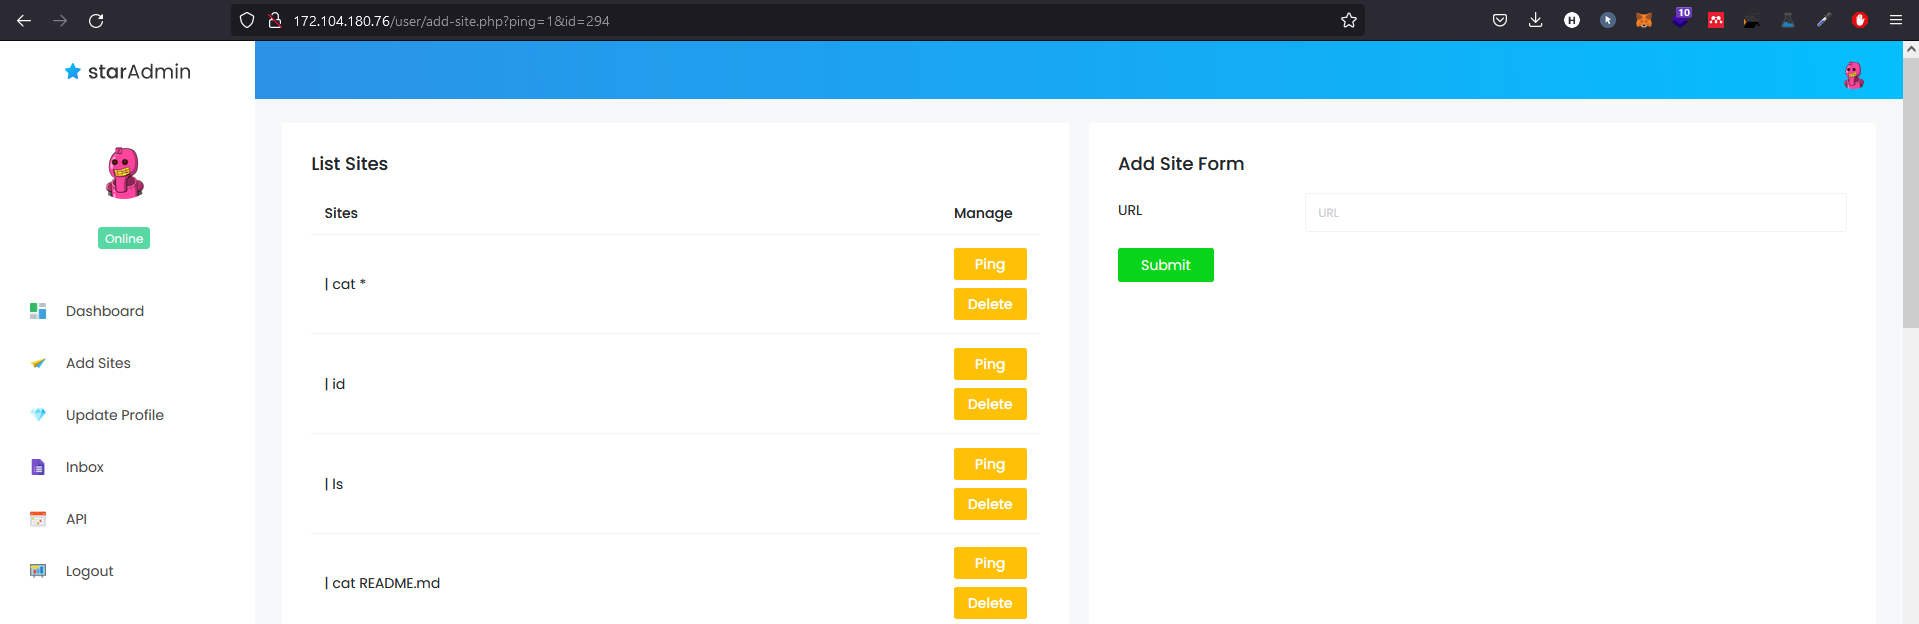 172.104.180.76/user/add-site.php?ping=1&id=294
10
starAdmin
Online
Dashboard
Add Sites
Update Profile
Inbox
API
Logout
List Sites
Sites Manage
| cat *
Ping
Delete
| id
Ping
Delete
| ls
Ping
Delete
| cat README.md
Ping
Delete
Add Site Form
URL URL
Submit